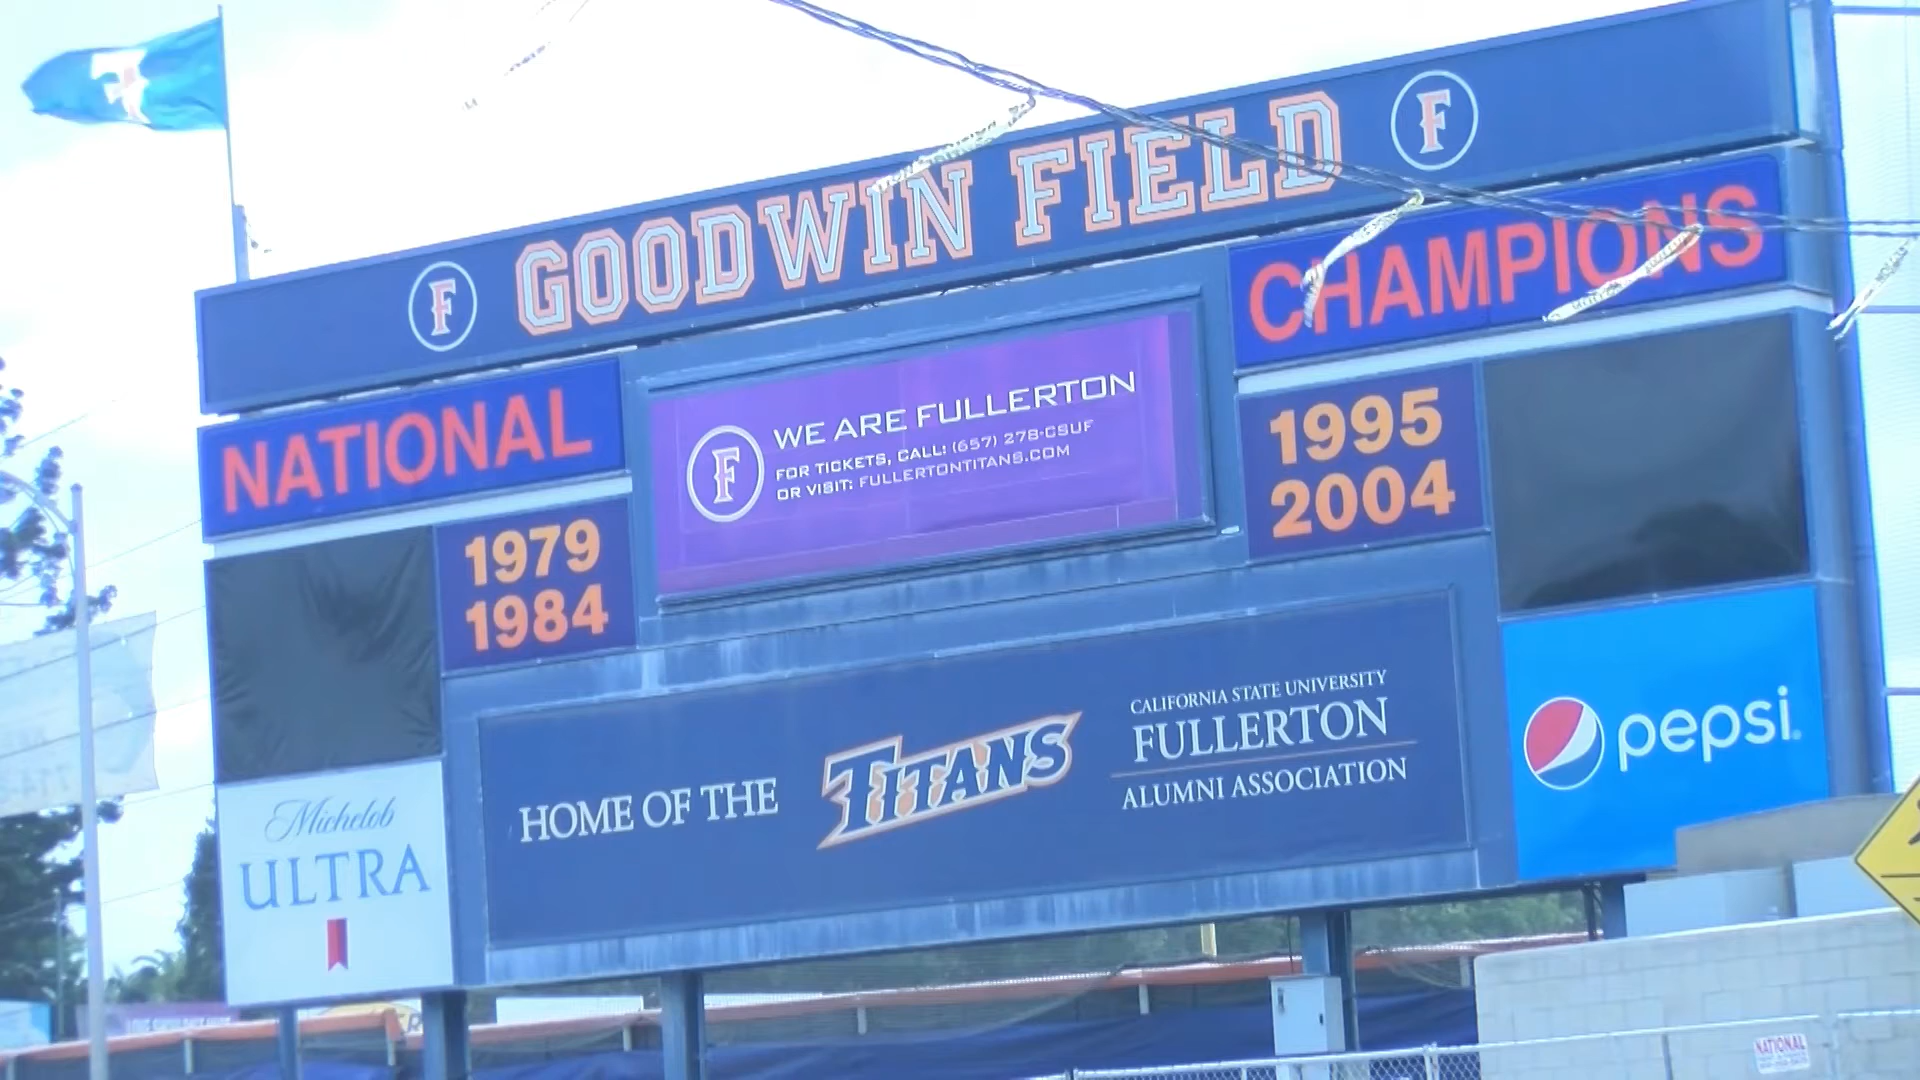 F GOODWIN FIELD F
NATIONAL
CHAMPIONS
1979
1984
F
WE ARE FULLERTON
FOR TICKETS, CALL: (657) 278-CSUF
OR VISIT: FULLERTONTITANS.COM
1995
2004
Michelob
ULTRA
HOME OF THE TITANS
CALIFORNIA STATE UNIVERSITY
FULLERTON
ALUMNI ASSOCIATION
pepsi
NATIONAL